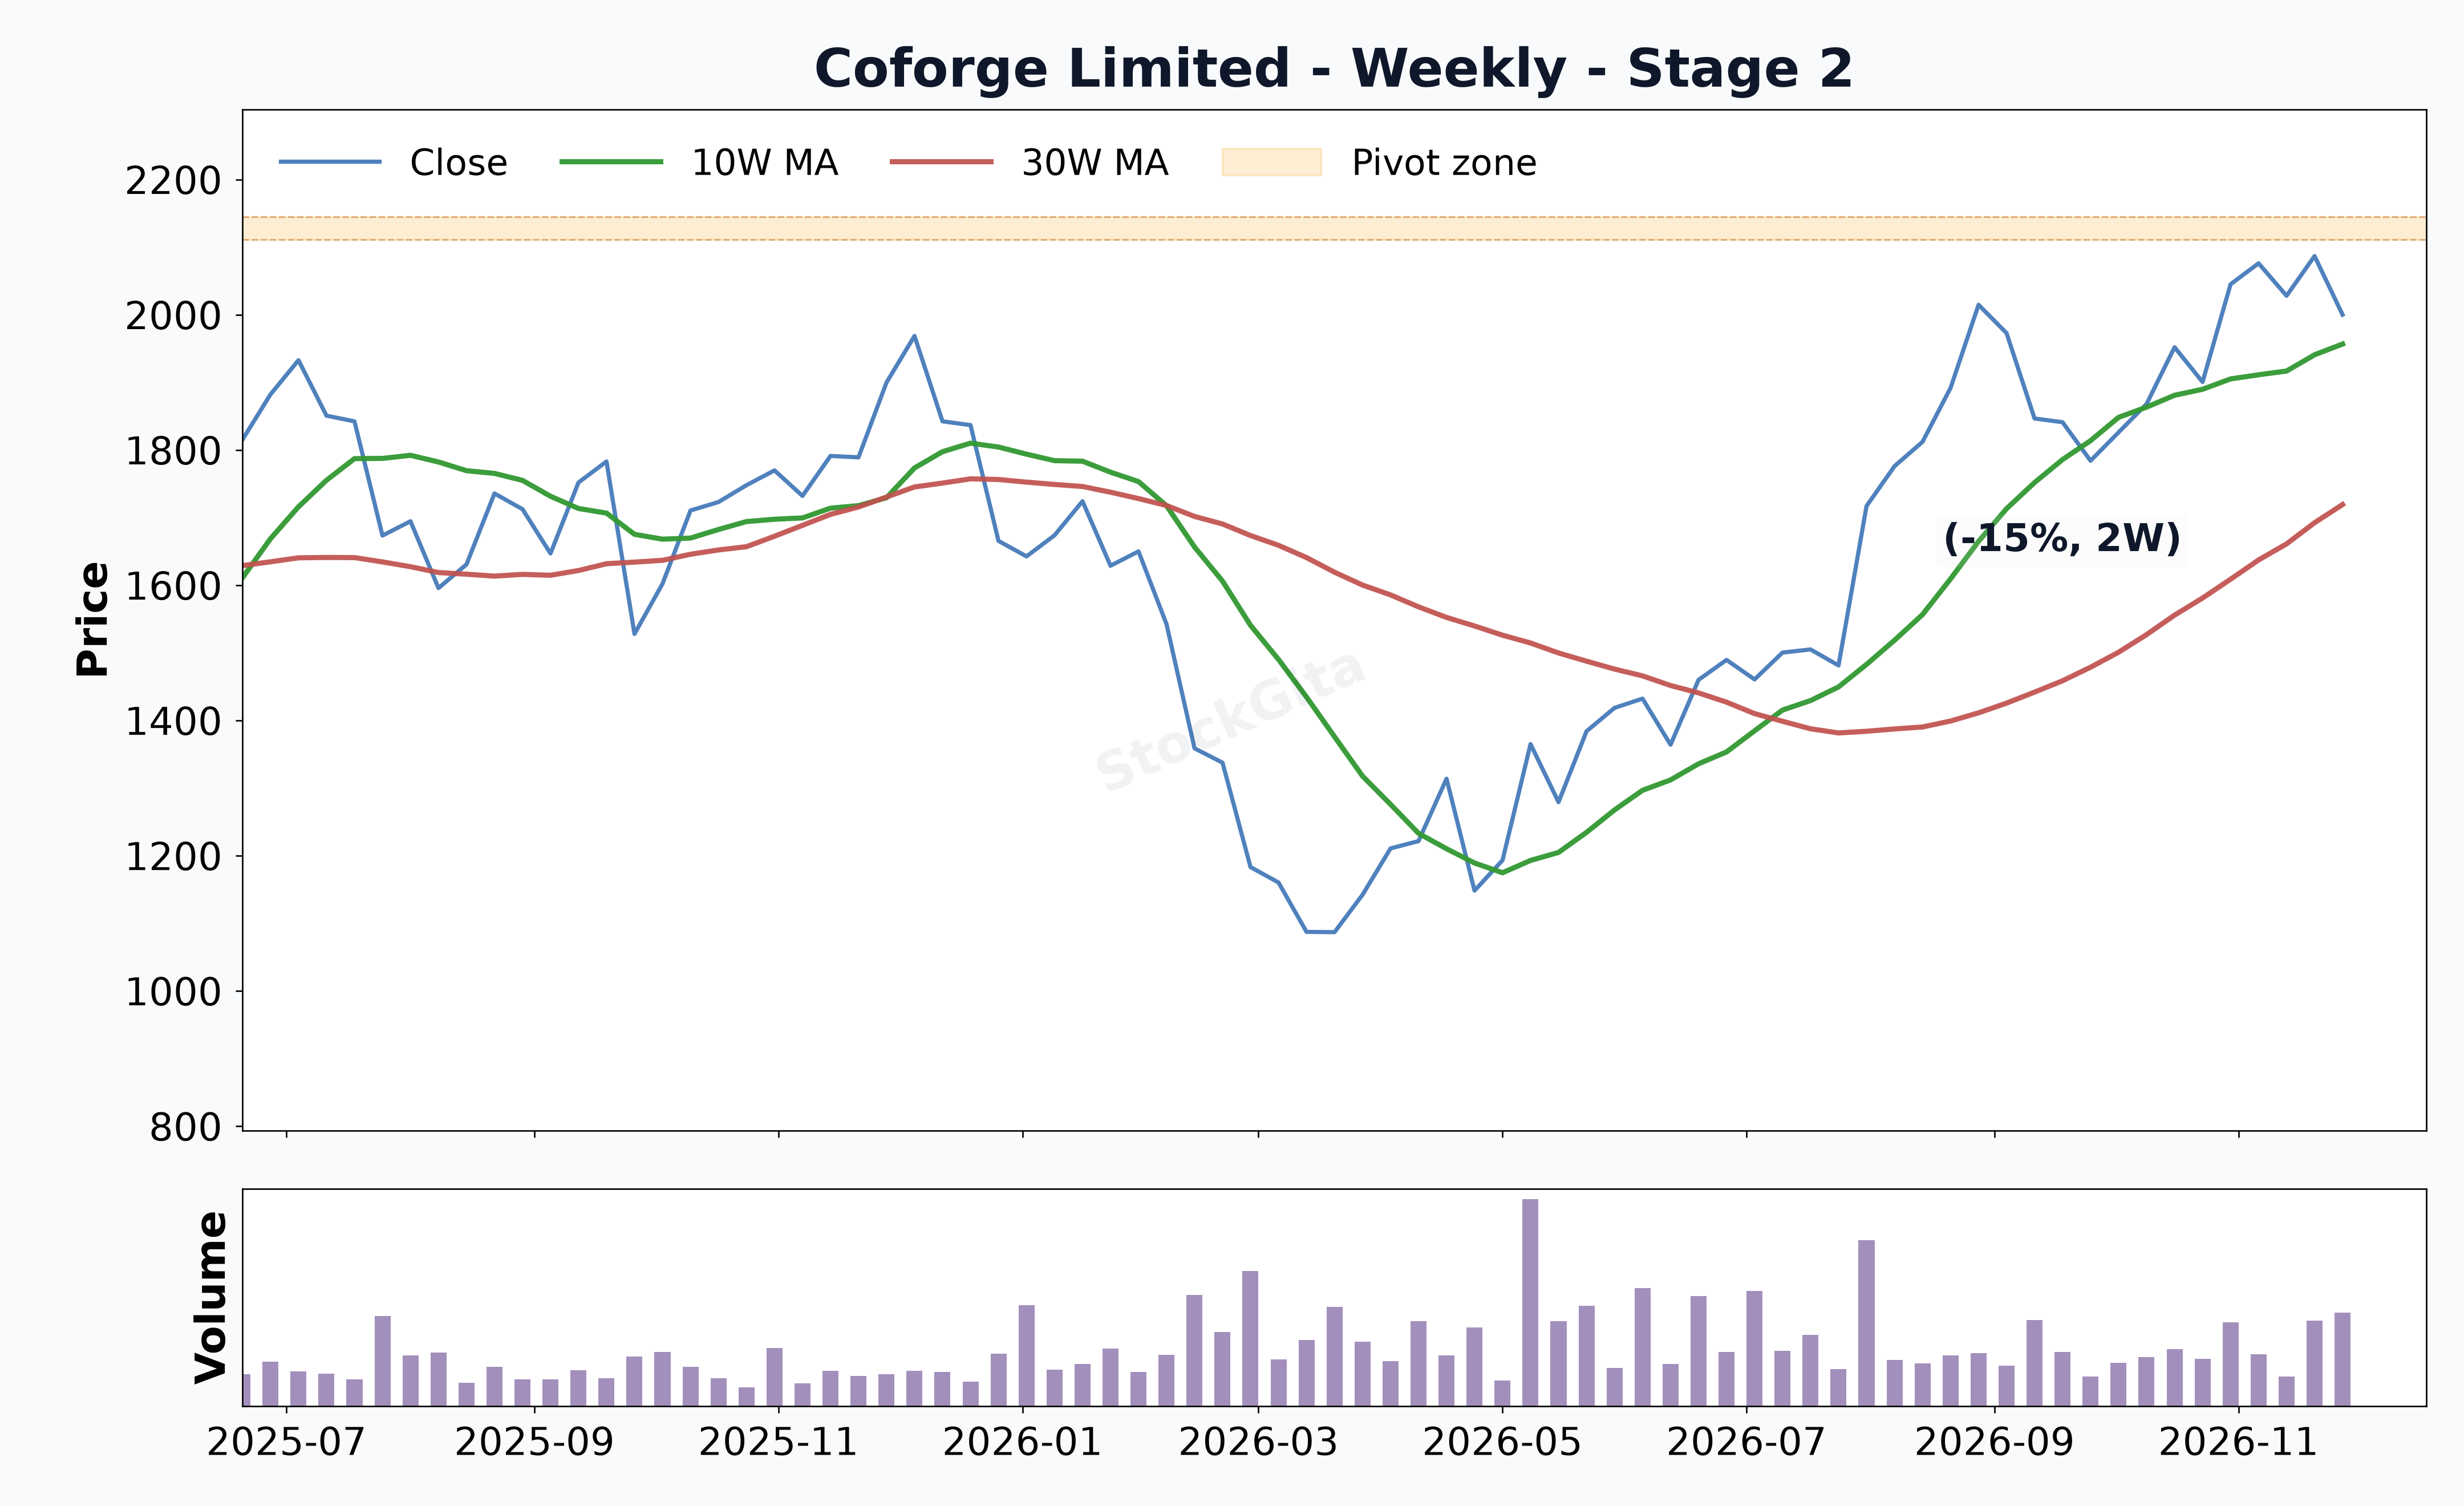 Coforge Limited - Weekly - Stage 2
Close 10W MA 30W MA Pivot zone
2200
2000
1800
1600
1400
1200
1000
800
Price
(-15%, 2W)
StockGita
Volume
2025-07 2025-09 2025-11 2026-01 2026-03 2026-05 2026-07 2026-09 2026-11